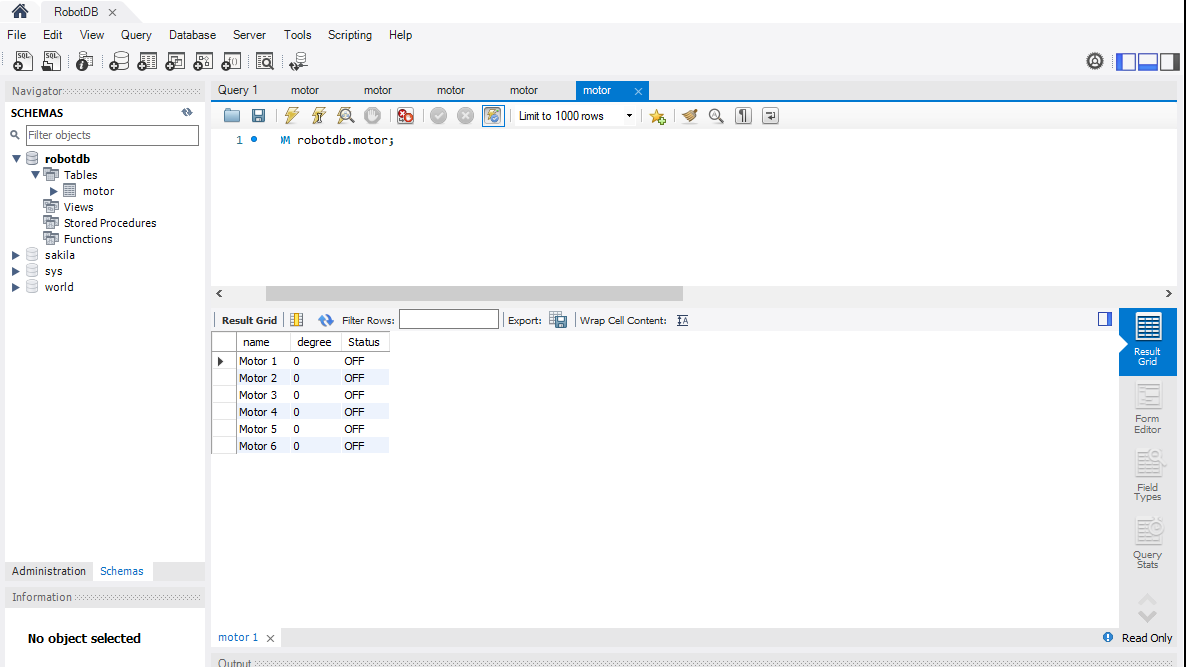 RobotDB
File Edit View Query Database Server Tools Scripting Help
Navigator
SCHEMAS
Filter objects
robotdb
Tables
motor
Views
Stored Procedures
Functions
sakila
sys
world
Administration Schemas
Information
No object selected
Query 1 motor motor motor motor motor
Limit to 1000 rows
1 M robotdb.motor;
Result Grid Filter Rows: Export: Wrap Cell Content:
name degree Status
Motor 1 0 OFF
Motor 2 0 OFF
Motor 3 0 OFF
Motor 4 0 OFF
Motor 5 0 OFF
Motor 6 0 OFF
Result
Grid
Form
Editor
Field
Types
Query
Stats
motor 1
Read Only
Output